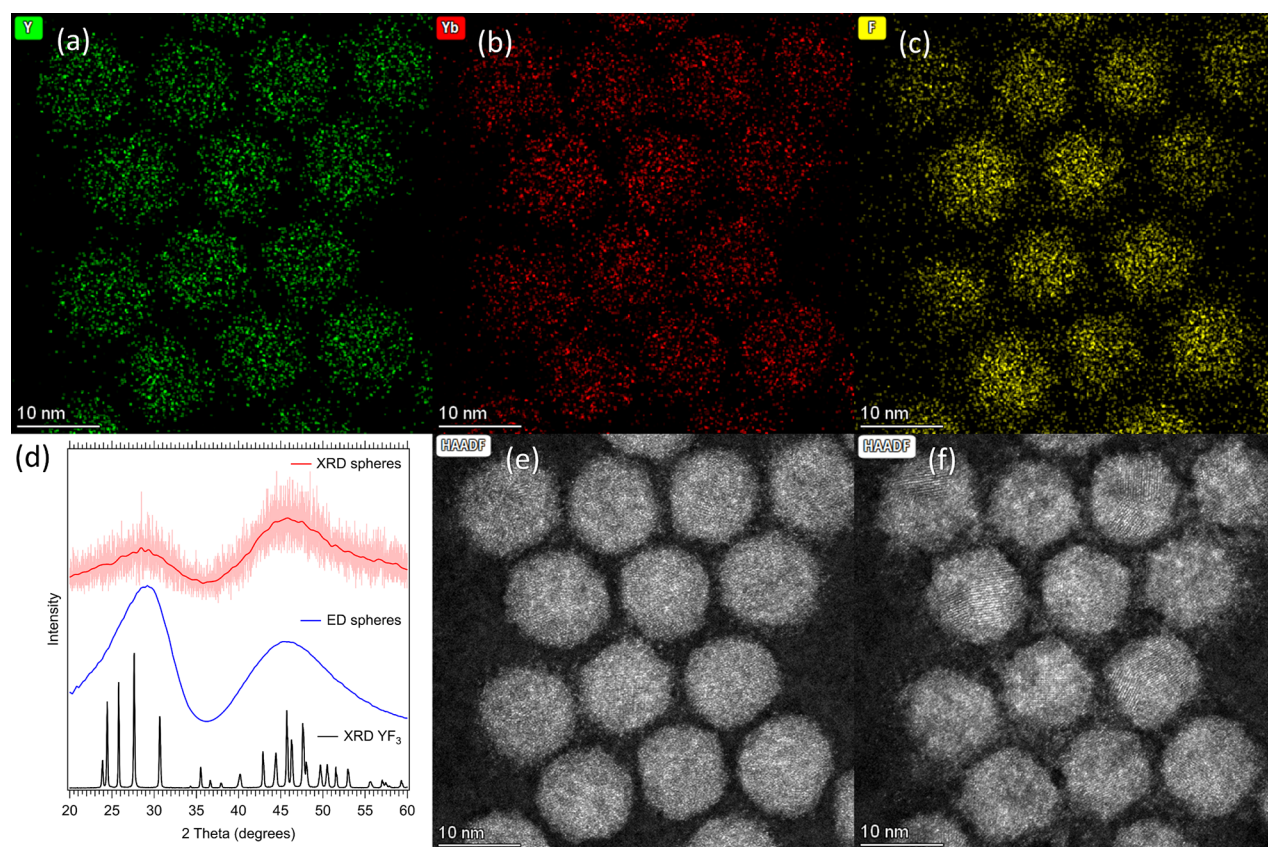 Y (a)
Yb (b)
F (c)
10 nm
10 nm
10 nm
(d)
XRD spheres
ED spheres
XRD YF₃
Intensity
20 25 30 35 40 45 50 55 60
2 Theta (degrees)
HAADF (e)
10 nm
HAADF (f)
10 nm